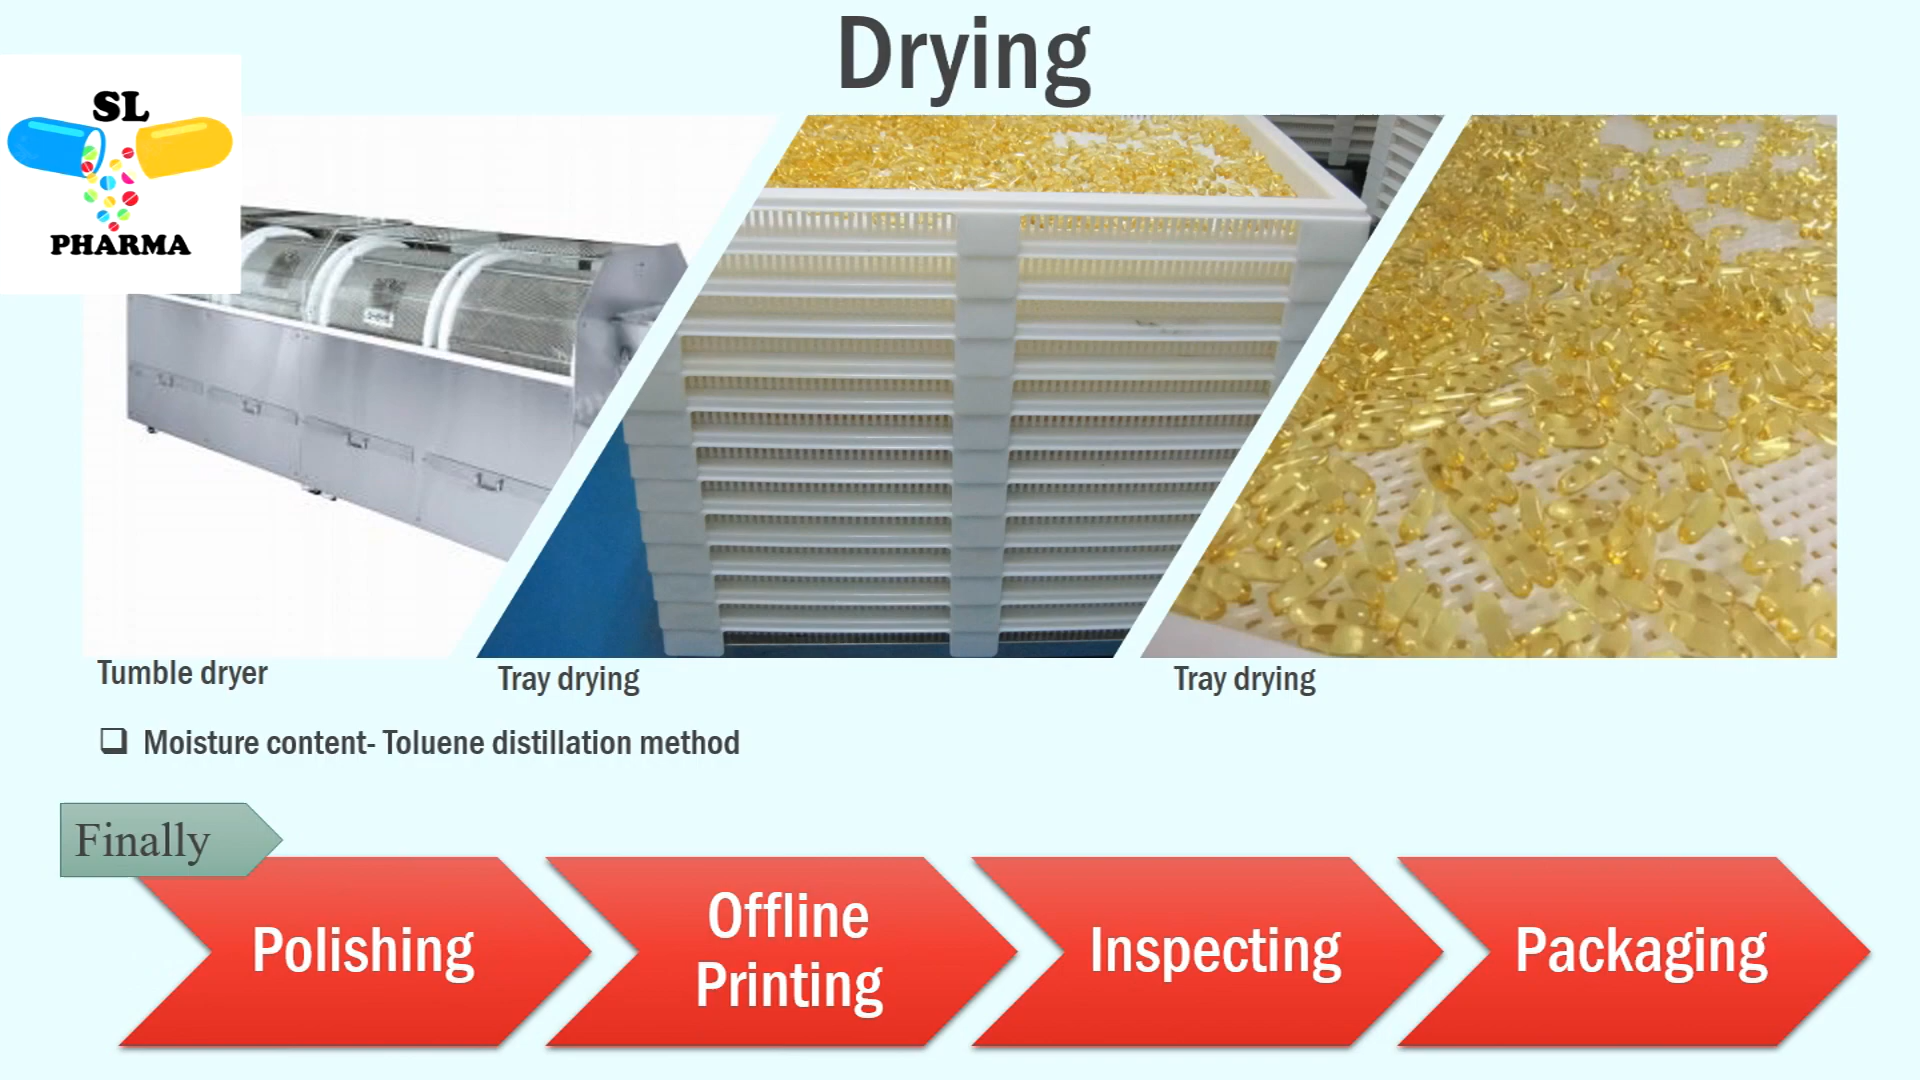 Drying
SL
PHARMA
Tumble dryer
Tray drying
Tray drying
Moisture content- Toluene distillation method
Finally
Polishing
Offline
Printing
Inspecting
Packaging